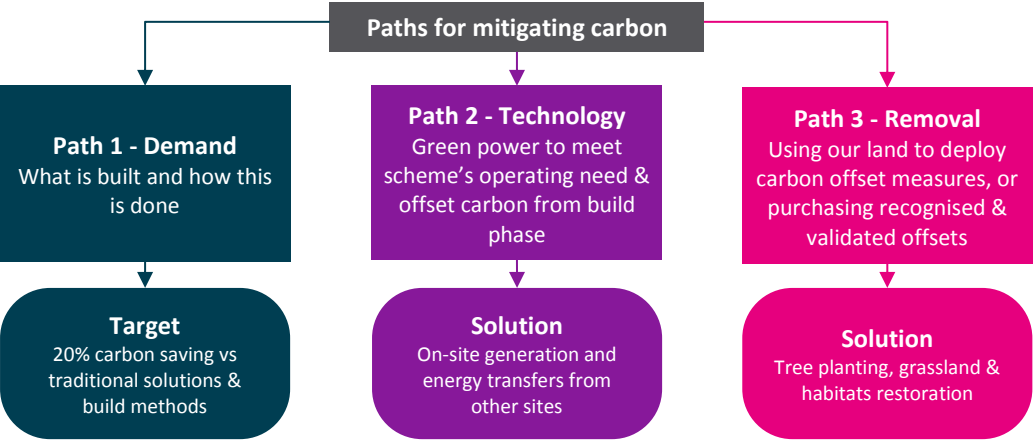 Paths for mitigating carbon
Path 1 - Demand
What is built and how this
is done
Path 2 - Technology
Green power to meet
scheme’s operating need &
offset carbon from build
phase
Path 3 - Removal
Using our land to deploy
carbon offset measures, or
purchasing recognised &
validated offsets
Target
20% carbon saving vs
traditional solutions &
build methods
Solution
On-site generation and
energy transfers from
other sites
Solution
Tree planting, grassland &
habitats restoration